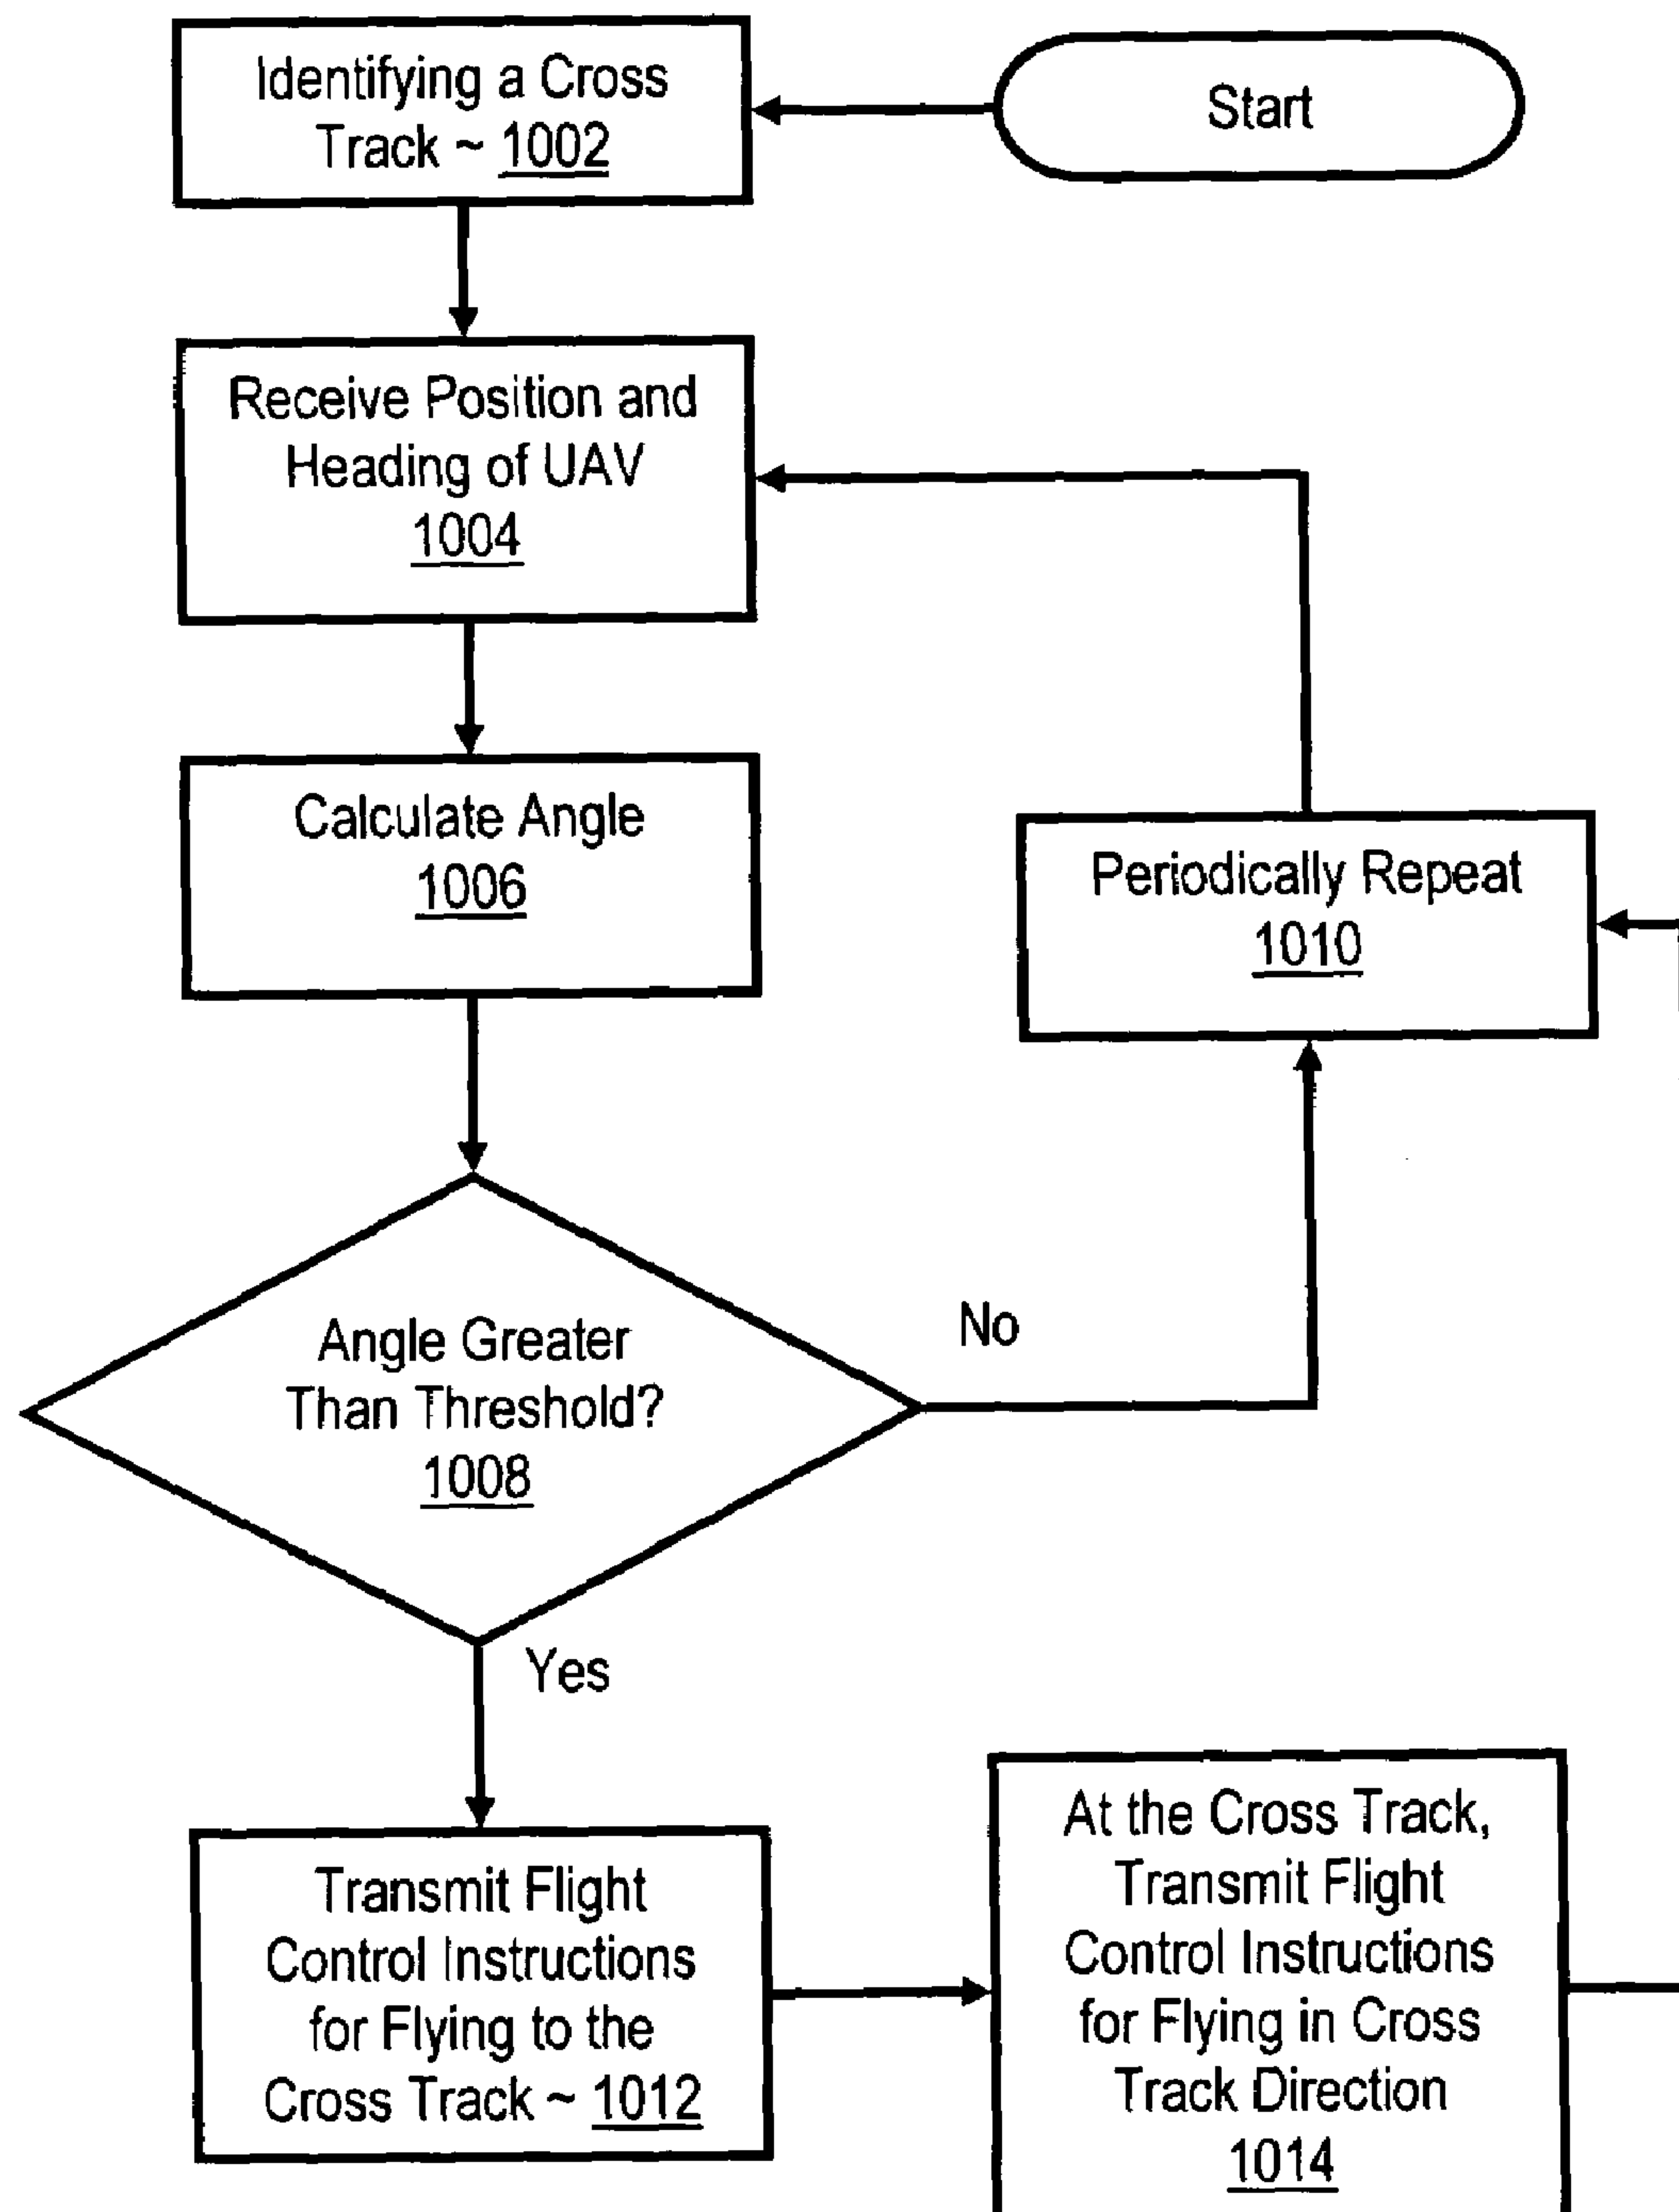 Start
Identifying a Cross
Track ~ 1002
Receive Position and
Heading of UAV
1004
Calculate Angle
1006
Periodically Repeat
1010
Angle Greater
Than Threshold?
1008
No
Yes
Transmit Flight
Control Instructions
for Flying to the
Cross Track ~ 1012
At the Cross Track,
Transmit Flight
Control Instructions
for Flying in Cross
Track Direction
1014